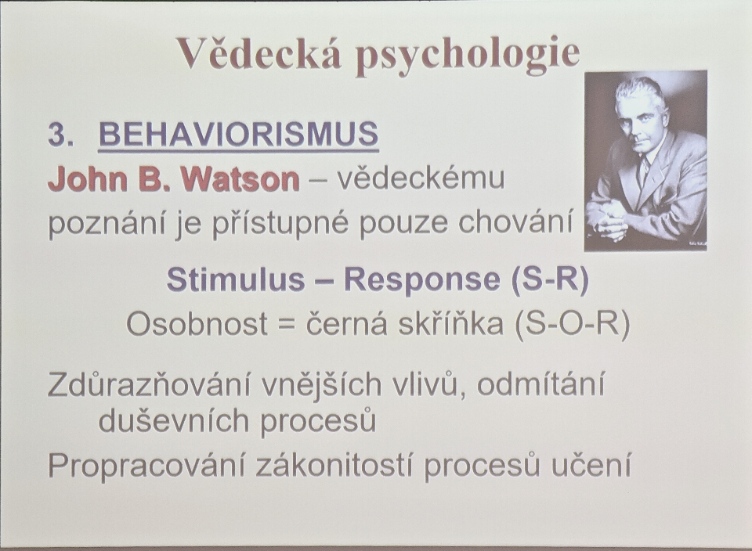 Vědecká psychologie
3. BEHAVIORISMUS
John B. Watson – vědeckému
poznání je přístupné pouze chování
Stimulus – Response (S-R)
Osobnost = černá skříňka (S-O-R)
Zdůrazňování vnějších vlivů, odmítání
duševních procesů
Propracování zákonitostí procesů učení